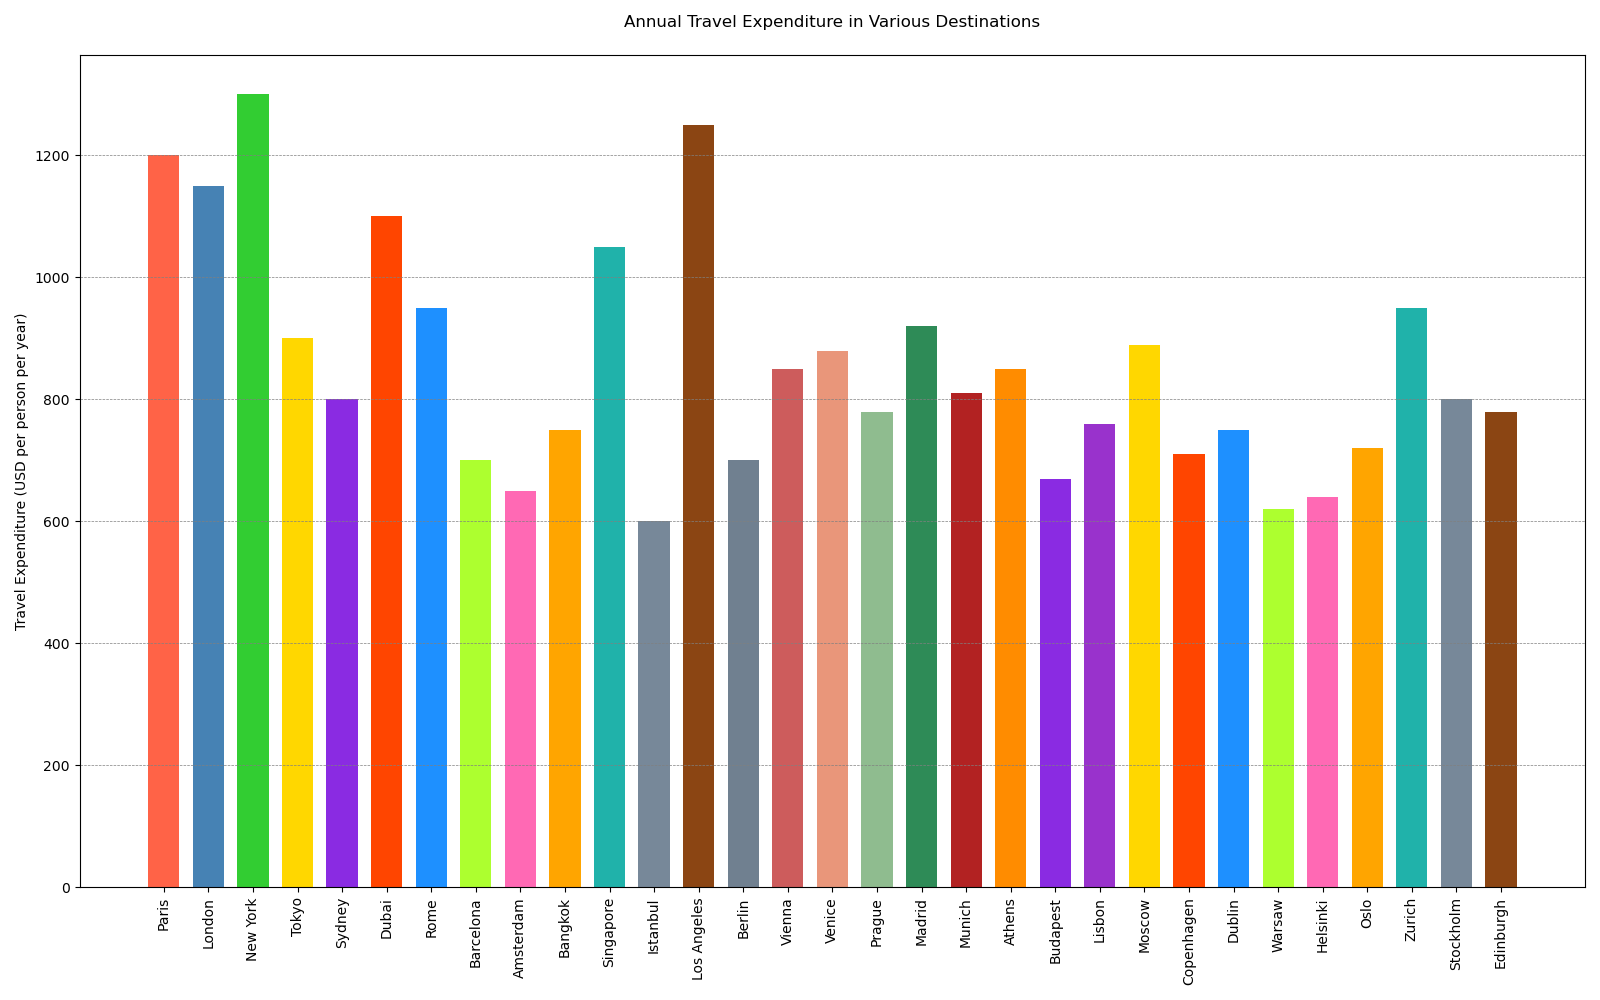 Annual Travel Expenditure in Various Destinations
Travel Expenditure (USD per person per year)
1200
1000
800
600
400
200
0
Paris
London
New York
Tokyo
Sydney
Dubai
Rome
Barcelona
Amsterdam
Bangkok
Singapore
Istanbul
Los Angeles
Berlin
Vienna
Venice
Prague
Madrid
Munich
Athens
Budapest
Lisbon
Moscow
Copenhagen
Dublin
Warsaw
Helsinki
Oslo
Zurich
Stockholm
Edinburgh